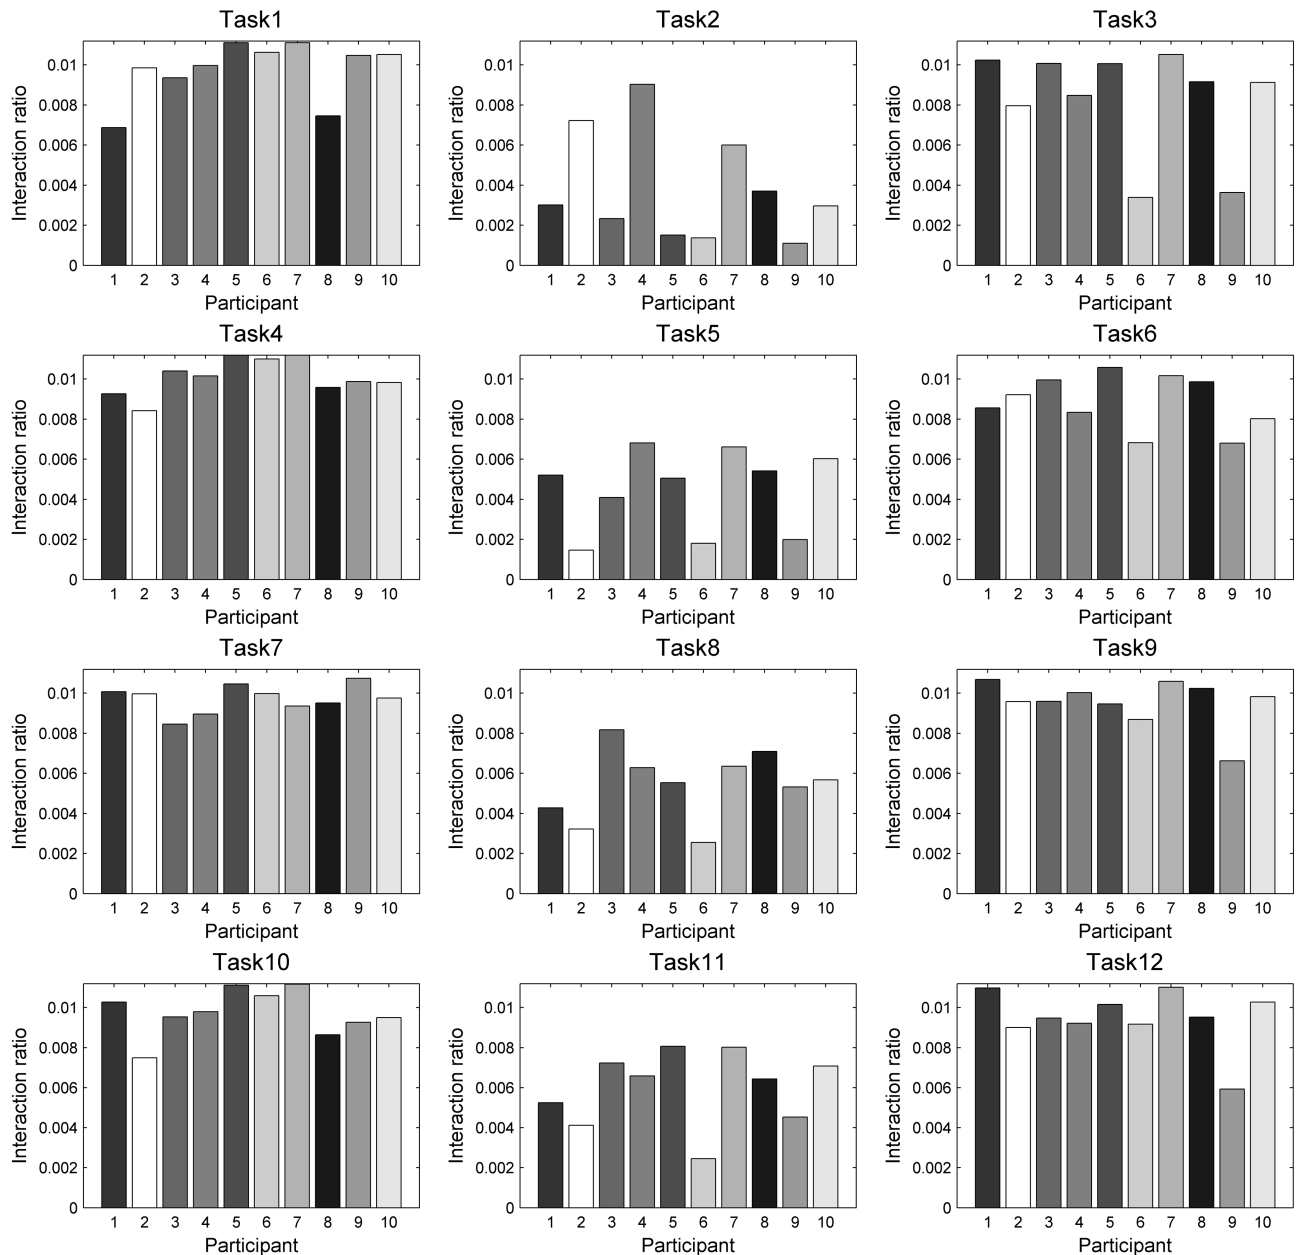 Task1
Interaction ratio
0.01
0.008
0.006
0.004
0.002
0
1 2 3 4 5 6 7 8 9 10
Participant
Task2
Interaction ratio
0.01
0.008
0.006
0.004
0.002
0
1 2 3 4 5 6 7 8 9 10
Participant
Task3
Interaction ratio
0.01
0.008
0.006
0.004
0.002
0
1 2 3 4 5 6 7 8 9 10
Participant
Task4
Interaction ratio
0.01
0.008
0.006
0.004
0.002
0
1 2 3 4 5 6 7 8 9 10
Participant
Task5
Interaction ratio
0.01
0.008
0.006
0.004
0.002
0
1 2 3 4 5 6 7 8 9 10
Participant
Task6
Interaction ratio
0.01
0.008
0.006
0.004
0.002
0
1 2 3 4 5 6 7 8 9 10
Participant
Task7
Interaction ratio
0.01
0.008
0.006
0.004
0.002
0
1 2 3 4 5 6 7 8 9 10
Participant
Task8
Interaction ratio
0.01
0.008
0.006
0.004
0.002
0
1 2 3 4 5 6 7 8 9 10
Participant
Task9
Interaction ratio
0.01
0.008
0.006
0.004
0.002
0
1 2 3 4 5 6 7 8 9 10
Participant
Task10
Interaction ratio
0.01
0.008
0.006
0.004
0.002
0
1 2 3 4 5 6 7 8 9 10
Participant
Task11
Interaction ratio
0.01
0.008
0.006
0.004
0.002
0
1 2 3 4 5 6 7 8 9 10
Participant
Task12
Interaction ratio
0.01
0.008
0.006
0.004
0.002
0
1 2 3 4 5 6 7 8 9 10
Participant